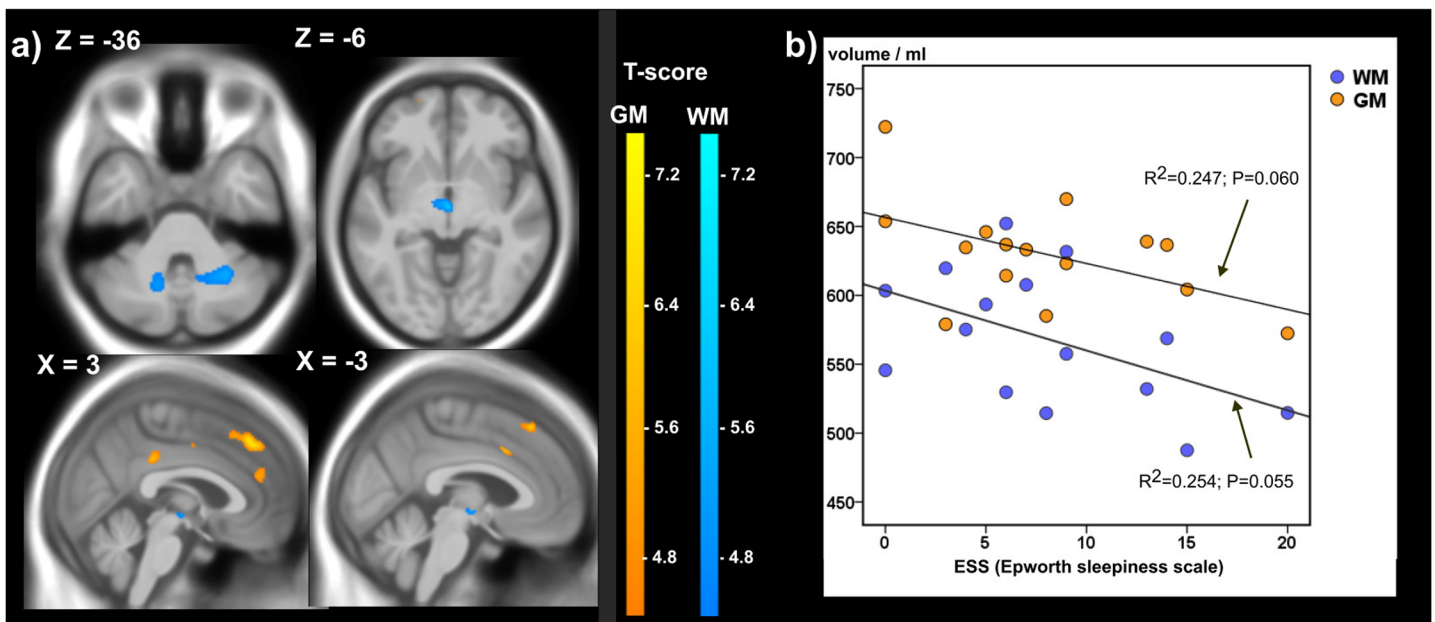 a)
Z = -36
Z = -6
X = 3
X = -3
T-score
GM WM
- 7.2 - 7.2
- 6.4 - 6.4
- 5.6 - 5.6
- 4.8 - 4.8
b)
volume / ml
WM
GM
750
700
650
600
550
500
450
R2=0.247; P=0.060
R2=0.254; P=0.055
0 5 10 15 20
ESS (Epworth sleepiness scale)